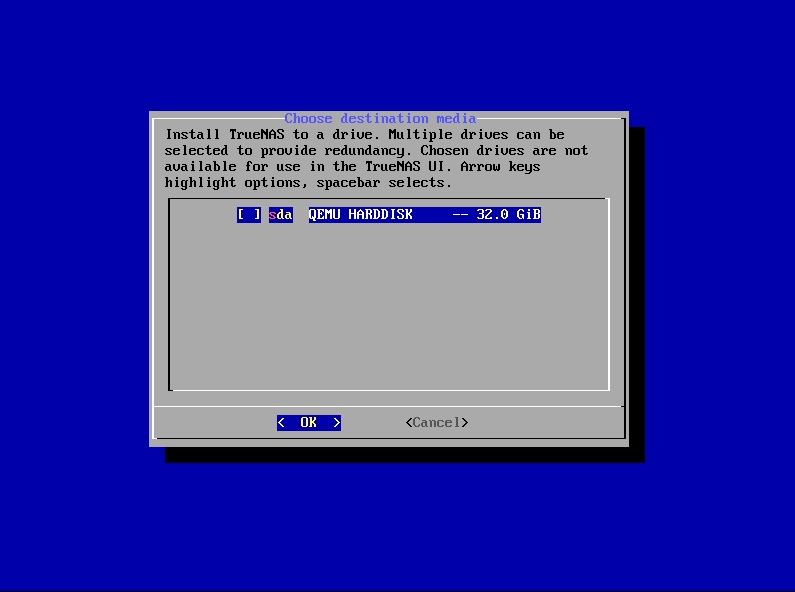 Choose destination media
Install TrueNAS to a drive. Multiple drives can be
selected to provide redundancy. Chosen drives are not
available for use in the TrueNAS UI. Arrow keys
highlight options, spacebar selects.
[ ] sda  QEMU HARDDISK     -- 32.0 GiB
<  OK  >        <Cancel>